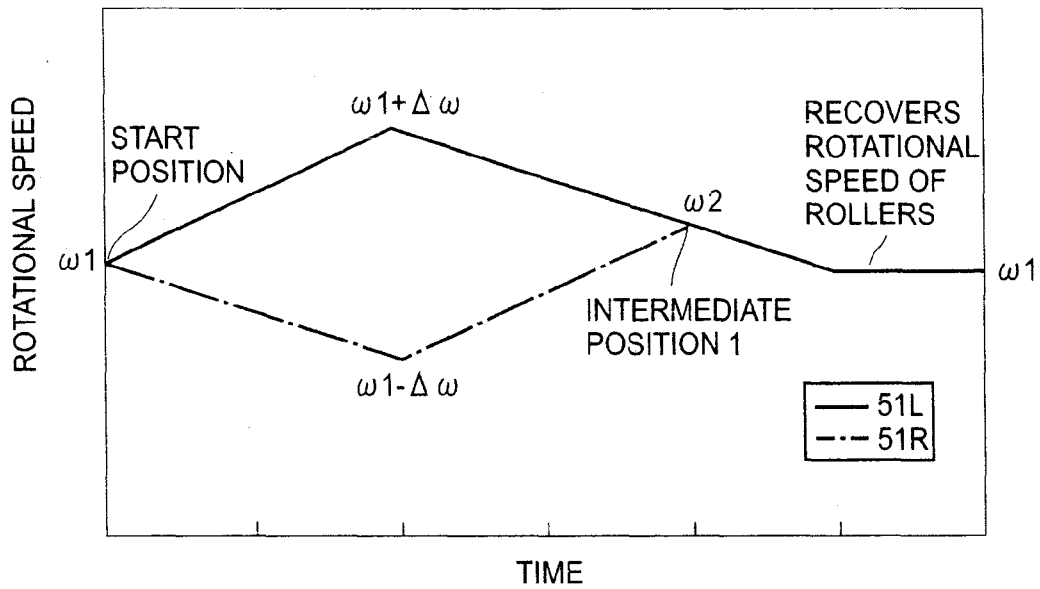 ω1+Δω
START
POSITION
RECOVERS
ROTATIONAL
SPEED OF
ROLLERS
ω2
ω1
ω1
INTERMEDIATE
POSITION 1
ω1-Δω
51L
51R
ROTATIONAL SPEED
TIME